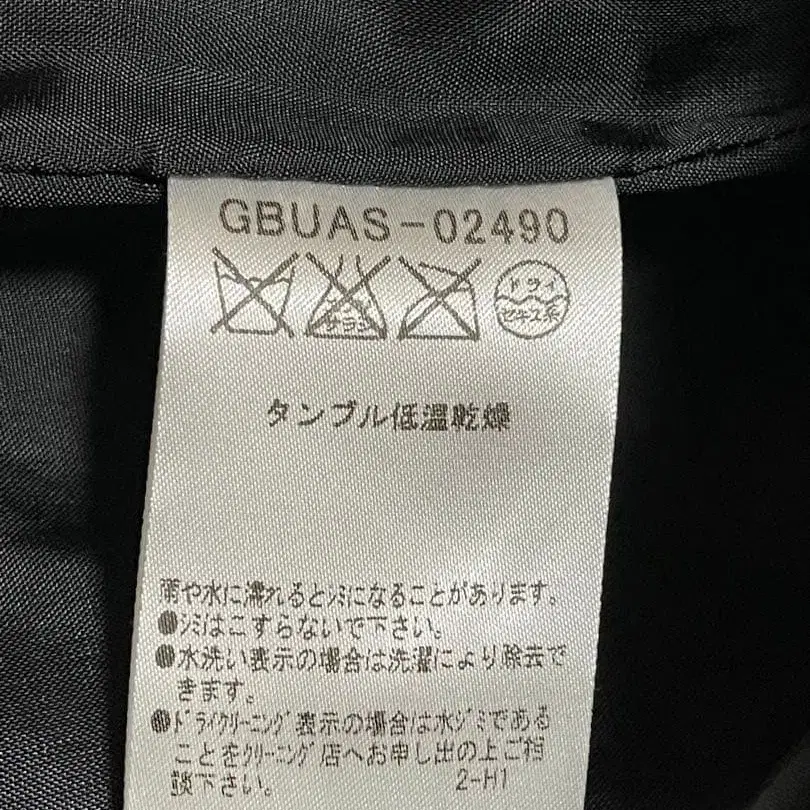 GBUAS-02490
エンソ サラシ
ドライ
セキユ系
タンブル低温乾燥
雨や水に濡れるとシミになることがあります。
●シミはこすらないで下さい。
●水洗い表示の場合は洗濯により除去で
きます。
●ドライクリーニング表示の場合は水ジミである
ことをクリーニング店へお申し出の上ご相
談下さい。 2-H1